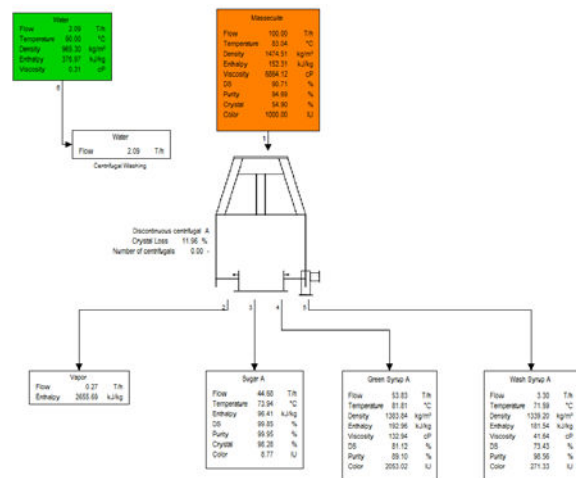 Water
Flow 2.09 T/h
Temperature 90.00 °C
Density 965.30 kg/m³
Enthalpy 376.97 kJ/kg
Viscosity 0.31 cP
Massecuite
Flow 100.00 T/h
Temperature 83.04 °C
Density 1474.51 kg/m³
Enthalpy 152.31 kJ/kg
Viscosity cP
DS 90.71 %
Purity 94.69 %
Crystal 54.90 %
Color 1000.00 IU
6
1
Water
Flow 2.09 T/h
Centrifugal Washing
Discontinuous centrifugal A
Crystal Loss 11.96 %
Number of centrifugals 0.00 -
2
3
4
5
Vapor
Flow 0.27 T/h
Enthalpy 2655.69 kJ/kg
Sugar A
Flow 44.68 T/h
Temperature 73.94 °C
Enthalpy 96.41 kJ/kg
DS 99.85 %
Purity 99.95 %
Crystal 98.28 %
Color 8.77 IU
Green Syrup A
Flow 53.83 T/h
Temperature 81.81 °C
Density 1383.84 kg/m³
Enthalpy 192.96 kJ/kg
Viscosity 132.94 cP
DS 81.12 %
Purity 89.10 %
Color 2053.02 IU
Wash Syrup A
Flow 3.30 T/h
Temperature 71.59 °C
Density 1339.20 kg/m³
Enthalpy 181.54 kJ/kg
Viscosity 41.64 cP
DS 73.43 %
Purity 98.56 %
Color 271.33 IU